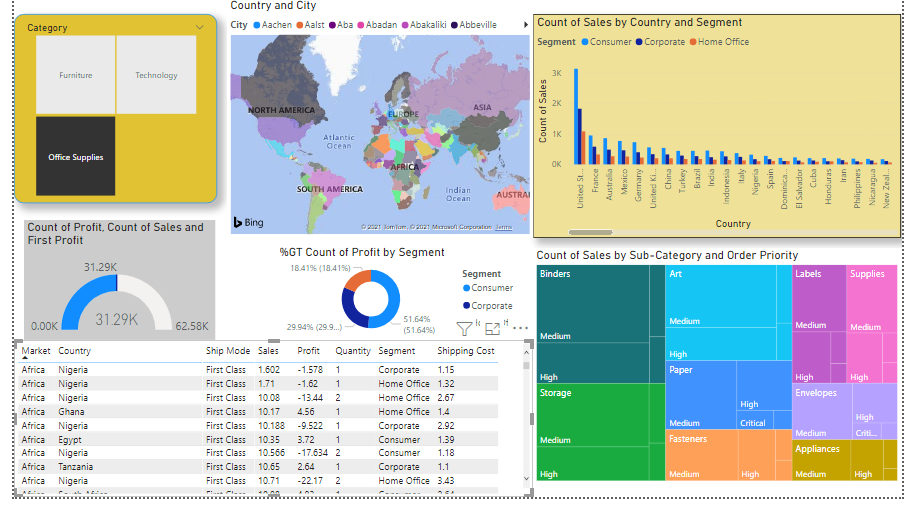 Category
Furniture
Technology
Office Supplies
Country and City
City Aachen Aalst Aba Abadan Abakaliki Abbeville
NORTH AMERICA
EUROPE
ASIA
Atlantic
Ocean
AFRICA
SOUTH AMERICA
Indian
Ocean
AUSTRAL
Bing
© 2021 TomTom, © 2021 Microsoft Corporation Terms
Count of Sales by Country and Segment
Segment Consumer Corporate Home Office
Count of Sales
3K
2K
1K
0K
United St...
France
Australia
Mexico
Germany
United Ki...
China
Turkey
Brazil
India
Indonesia
Italy
Nigeria
Spain
Dominica...
El Salvador
Cuba
Honduras
Iran
Philippines
Nicaragua
New Zeal...
Country
Count of Profit, Count of Sales and
First Profit
31.29K
0.00K
31.29K
62.58K
%GT Count of Profit by Segment
18.41% (18.41%)
29.94% (29.9...)
51.64%
(51.64%)
Segment
Consumer
Corporate
Count of Sales by Sub-Category and Order Priority
Binders
Medium
High
Storage
Medium
High
Art
Medium
High
Paper
Medium
High
Critical
Fasteners
Medium
High
Labels
Medium
High
Supplies
Medium
High
Envelopes
Medium
High
Criti...
Appliances
Medium
High
Market Country Ship Mode Sales Profit Quantity Segment Shipping Cost
Africa Nigeria First Class 1.602 -1.578 1 Corporate 1.15
Africa Nigeria First Class 1.71 -1.62 1 Home Office 1.32
Africa Nigeria First Class 10.08 -13.44 2 Home Office 2.67
Africa Ghana First Class 10.17 4.56 1 Home Office 1.4
Africa Nigeria First Class 10.188 -9.522 1 Corporate 2.92
Africa Egypt First Class 10.35 3.72 1 Consumer 1.39
Africa Nigeria First Class 10.566 -17.634 2 Consumer 1.18
Africa Tanzania First Class 10.65 2.64 1 Corporate 1.1
Africa Nigeria First Class 10.71 -22.17 2 Home Office 3.43